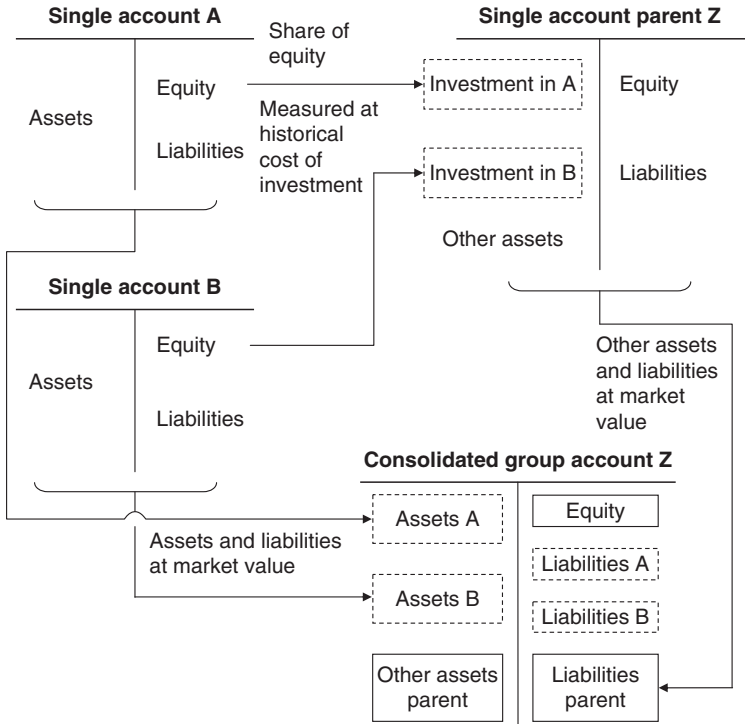 Single account A
Share of
equity
Single account parent Z
Assets
Equity
Liabilities
Measured at
historical
cost of
investment
Investment in A
Investment in B
Other assets
Equity
Liabilities
Single account B
Assets
Equity
Liabilities
Other assets
and liabilities
at market
value
Consolidated group account Z
Assets and liabilities
at market value
Assets A
Assets B
Other assets
parent
Equity
Liabilities A
Liabilities B
Liabilities
parent